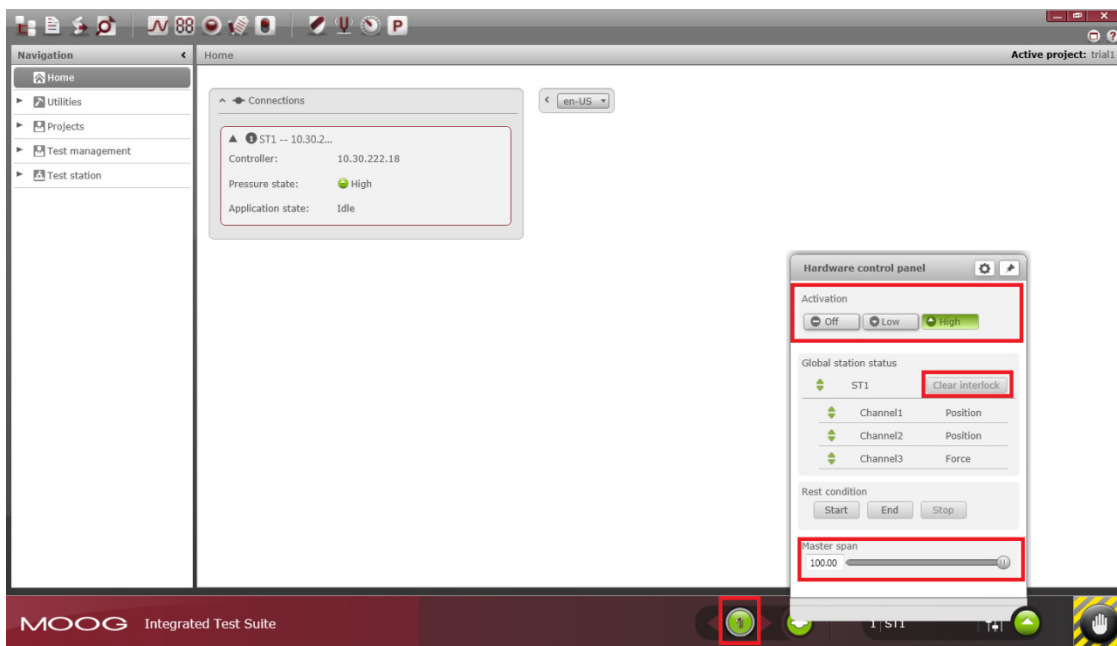 88
P
?
Navigation
Home
Active project: trial1
Home
Utilities
Projects
Test management
Test station
Connections
en-US
1 ST1 -- 10.30.2...
Controller: 10.30.222.18
Pressure state: High
Application state: Idle
Hardware control panel
Activation
Off Low High
Global station status
ST1 Clear interlock
Channel1 Position
Channel2 Position
Channel3 Force
Rest condition
Start End Stop
Master span
100.00
MOOG Integrated Test Suite
1
1 ST1